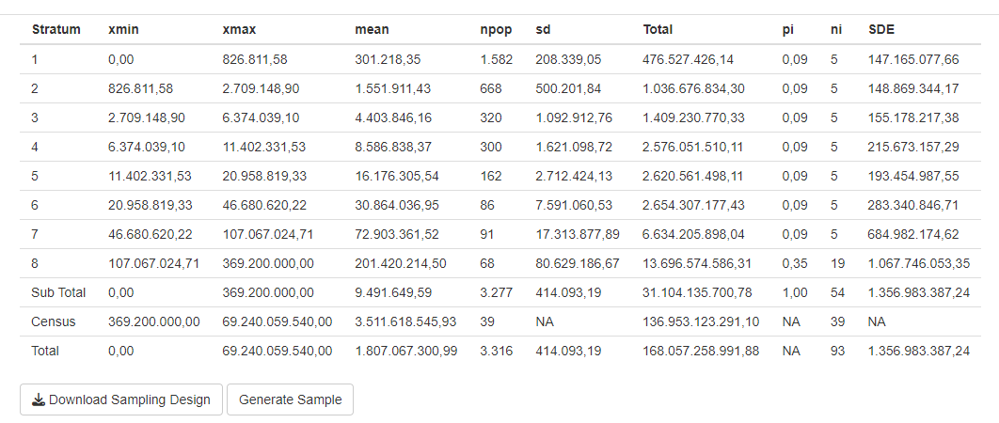 Stratum xmin xmax mean npop sd Total pi ni SDE
1 0,00 826.811,58 301.218,35 1.582 208.339,05 476.527.426,14 0,09 5 147.165.077,66
2 826.811,58 2.709.148,90 1.551.911,43 668 500.201,84 1.036.676.834,30 0,09 5 148.869.344,17
3 2.709.148,90 6.374.039,10 4.403.846,16 320 1.092.912,76 1.409.230.770,33 0,09 5 155.178.217,38
4 6.374.039,10 11.402.331,53 8.586.838,37 300 1.621.098,72 2.576.051.510,11 0,09 5 215.673.157,29
5 11.402.331,53 20.958.819,33 16.176.305,54 162 2.712.424,13 2.620.561.498,11 0,09 5 193.454.987,55
6 20.958.819,33 46.680.620,22 30.864.036,95 86 7.591.060,53 2.654.307.177,43 0,09 5 283.340.846,71
7 46.680.620,22 107.067.024,71 72.903.361,52 91 17.313.877,89 6.634.205.898,04 0,09 5 684.982.174,62
8 107.067.024,71 369.200.000,00 201.420.214,50 68 80.629.186,67 13.696.574.586,31 0,35 19 1.067.746.053,35
Sub Total 0,00 369.200.000,00 9.491.649,59 3.277 414.093,19 31.104.135.700,78 1,00 54 1.356.983.387,24
Census 369.200.000,00 69.240.059.540,00 3.511.618.545,93 39 NA 136.953.123.291,10 NA 39 NA
Total 0,00 69.240.059.540,00 1.807.067.300,99 3.316 414.093,19 168.057.258.991,88 NA 93 1.356.983.387,24
Download Sampling Design Generate Sample